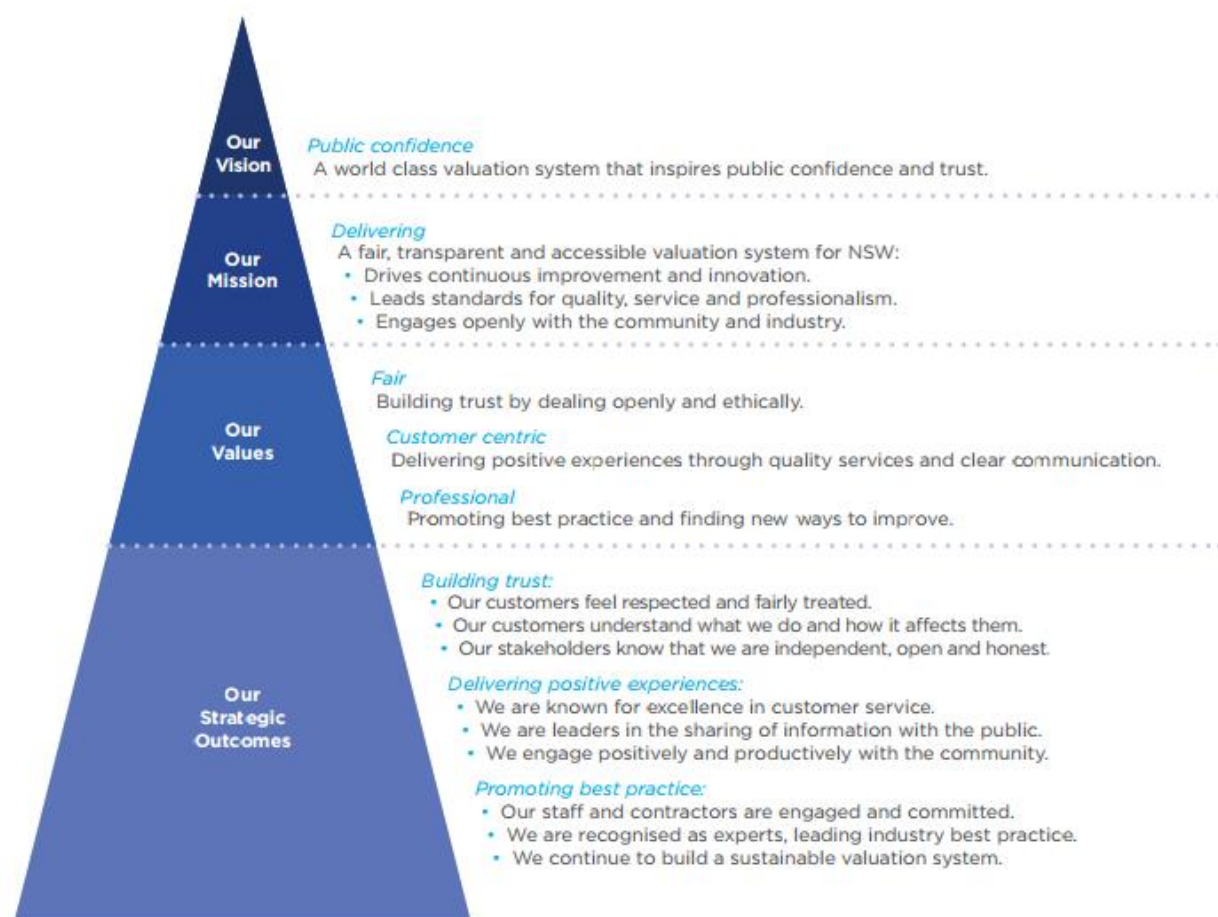 Our
Vision
Public confidence
A world class valuation system that inspires public confidence and trust.
Our
Mission
Delivering
A fair, transparent and accessible valuation system for NSW:
• Drives continuous improvement and innovation.
• Leads standards for quality, service and professionalism.
• Engages openly with the community and industry.
Our
Values
Fair
Building trust by dealing openly and ethically.
Customer centric
Delivering positive experiences through quality services and clear communication.
Professional
Promoting best practice and finding new ways to improve.
Our
Strategic
Outcomes
Building trust:
• Our customers feel respected and fairly treated.
• Our customers understand what we do and how it affects them.
• Our stakeholders know that we are independent, open and honest.
Delivering positive experiences:
• We are known for excellence in customer service.
• We are leaders in the sharing of information with the public.
• We engage positively and productively with the community.
Promoting best practice:
• Our staff and contractors are engaged and committed.
• We are recognised as experts, leading industry best practice.
• We continue to build a sustainable valuation system.